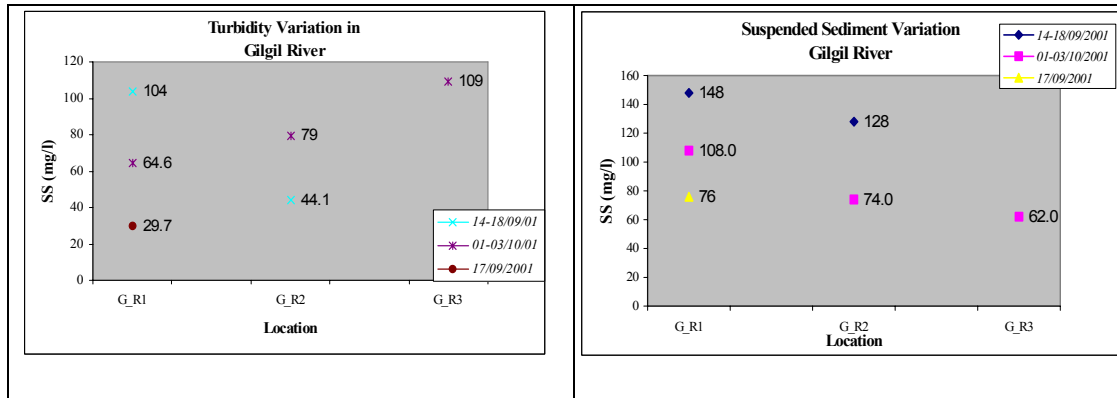 Turbidity Variation in
Gilgil River
120
100
80
60
40
20
0
SS (mg/l)
104
64.6
29.7
79
44.1
109
14-18/09/01
01-03/10/01
17/09/2001
G_R1
G_R2
G_R3
Location
Suspended Sediment Variation
Gilgil River
14-18/09/2001
01-03/10/2001
17/09/2001
160
140
120
100
80
60
40
20
0
SS (mg/l)
148
108.0
76
128
74.0
62.0
G_R1
G_R2
G_R3
Location